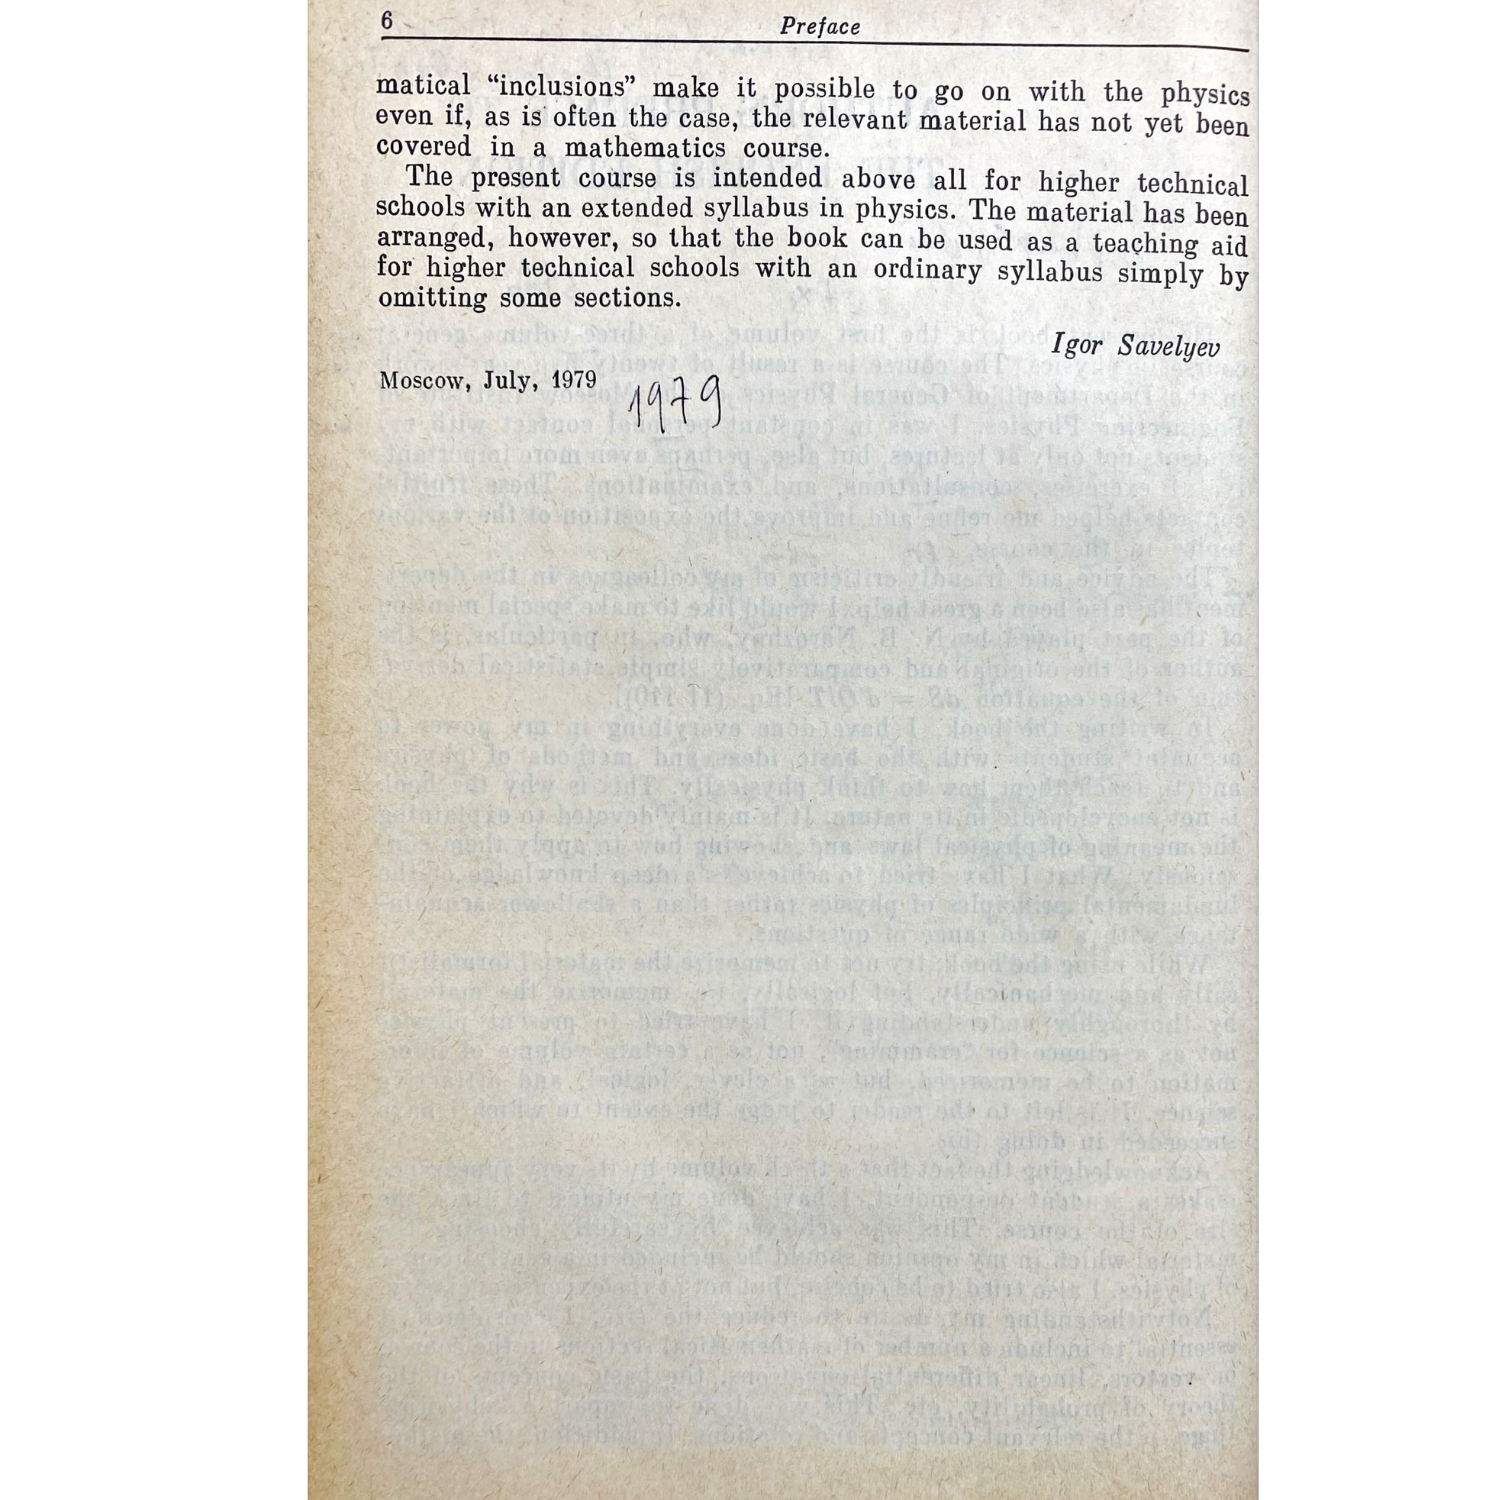 6
Preface
matical “inclusions” make it possible to go on with the physics
even if, as is often the case, the relevant material has not yet been
covered in a mathematics course.
The present course is intended above all for higher technical
schools with an extended syllabus in physics. The material has been
arranged, however, so that the book can be used as a teaching aid
for higher technical schools with an ordinary syllabus simply by
omitting some sections.
Igor Savelyev
Moscow, July, 1979
1979